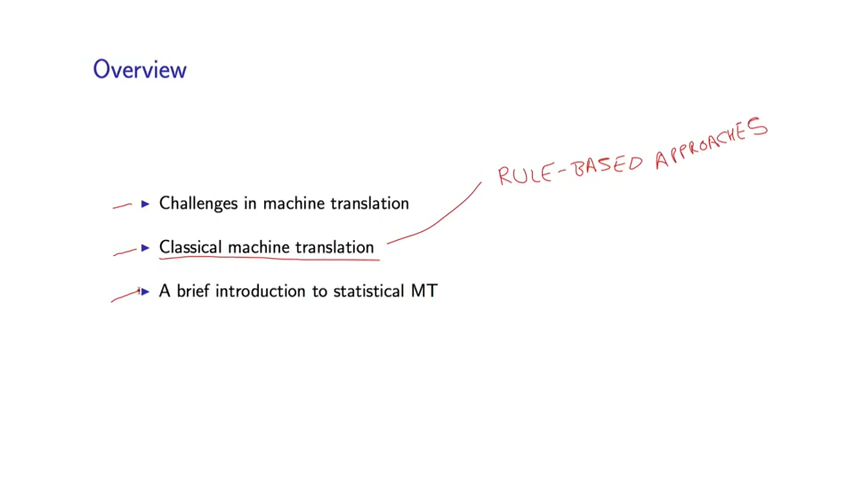 Overview
RULE-BASED APPROACHES
Challenges in machine translation
Classical machine translation
A brief introduction to statistical MT